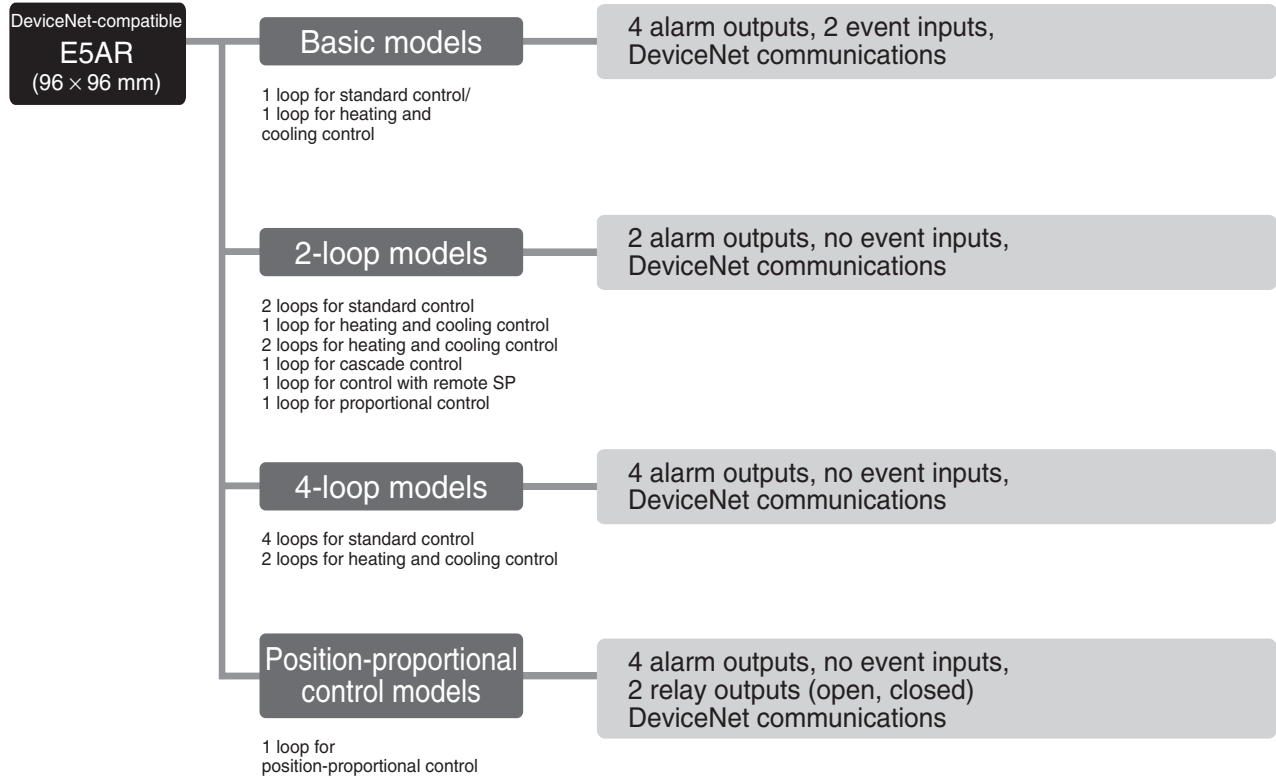 DeviceNet-compatible
E5AR
(96 × 96 mm)
Basic models
4 alarm outputs, 2 event inputs,
DeviceNet communications
1 loop for standard control/
1 loop for heating and
cooling control
2-loop models
2 alarm outputs, no event inputs,
DeviceNet communications
2 loops for standard control
1 loop for heating and cooling control
2 loops for heating and cooling control
1 loop for cascade control
1 loop for control with remote SP
1 loop for proportional control
4-loop models
4 alarm outputs, no event inputs,
DeviceNet communications
4 loops for standard control
2 loops for heating and cooling control
Position-proportional
control models
4 alarm outputs, no event inputs,
2 relay outputs (open, closed)
DeviceNet communications
1 loop for
position-proportional control